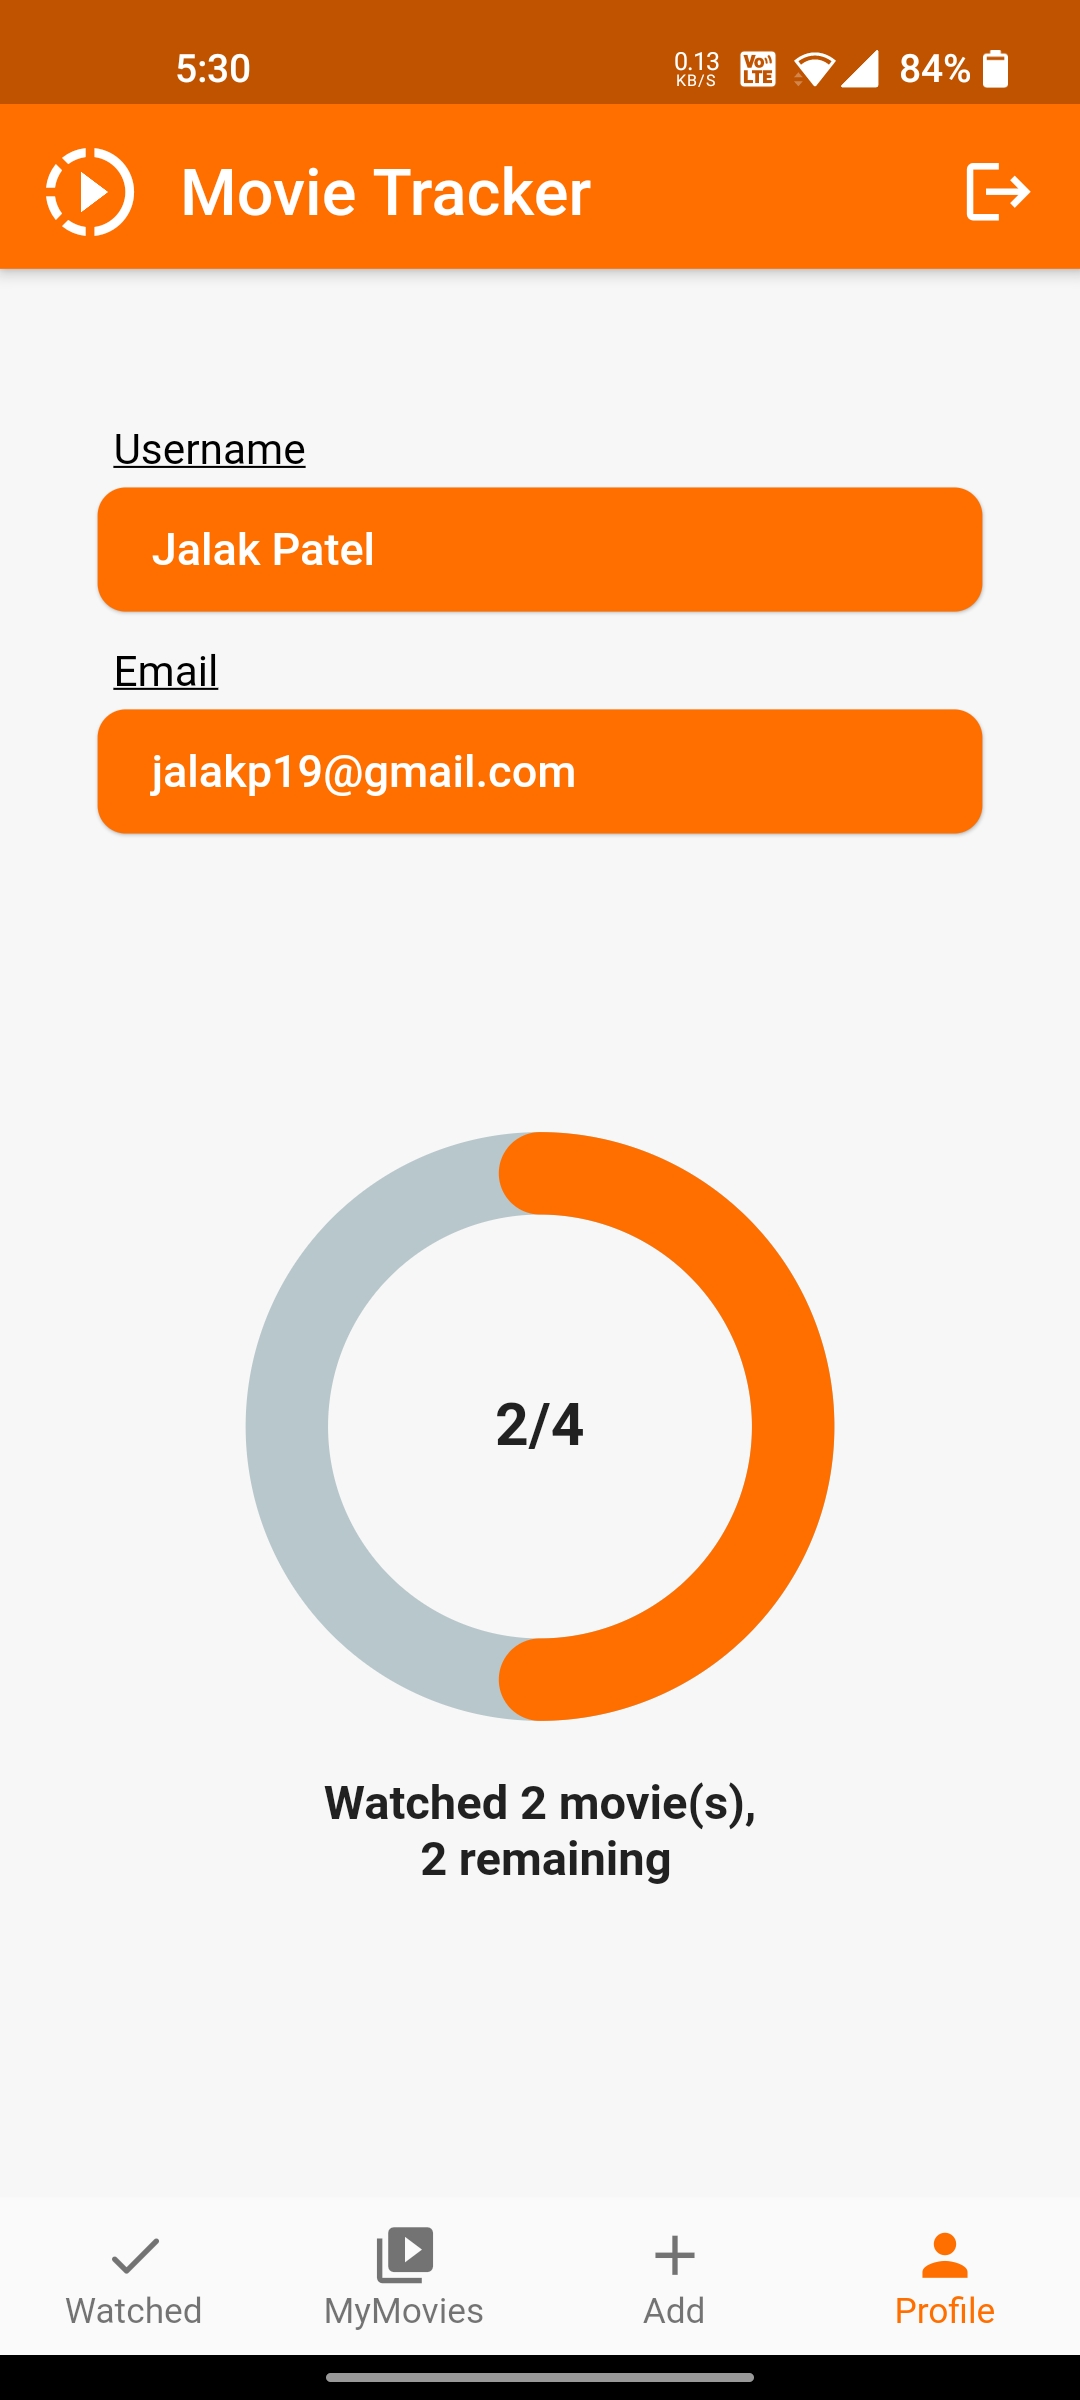 5:30
0.13
KB/S
Vo))
LTE
84%
Movie Tracker
Username
Jalak Patel
Email
jalakp19@gmail.com
2/4
Watched 2 movie(s),
2 remaining
Watched
MyMovies
Add
Profile